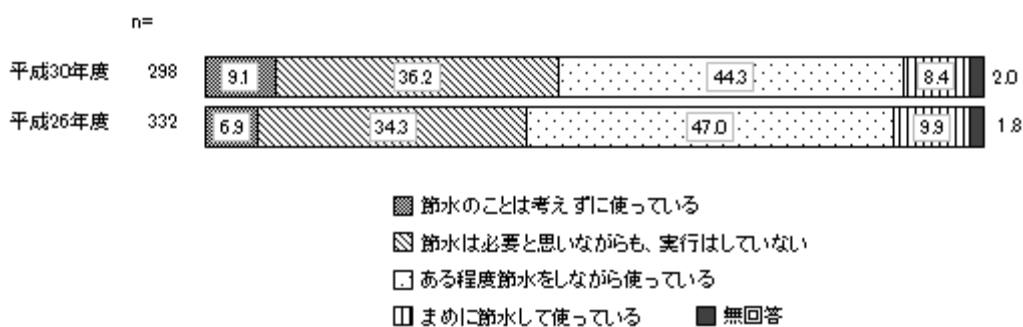 n=
平成30年度 298 9.1 36.2 44.3 8.4 2.0
平成26年度 332 6.9 34.3 47.0 9.9 1.8
節水のことは考えずに使っている
節水は必要と思いながらも、実行はしていない
ある程度節水をしながら使っている
まめに節水して使っている 無回答